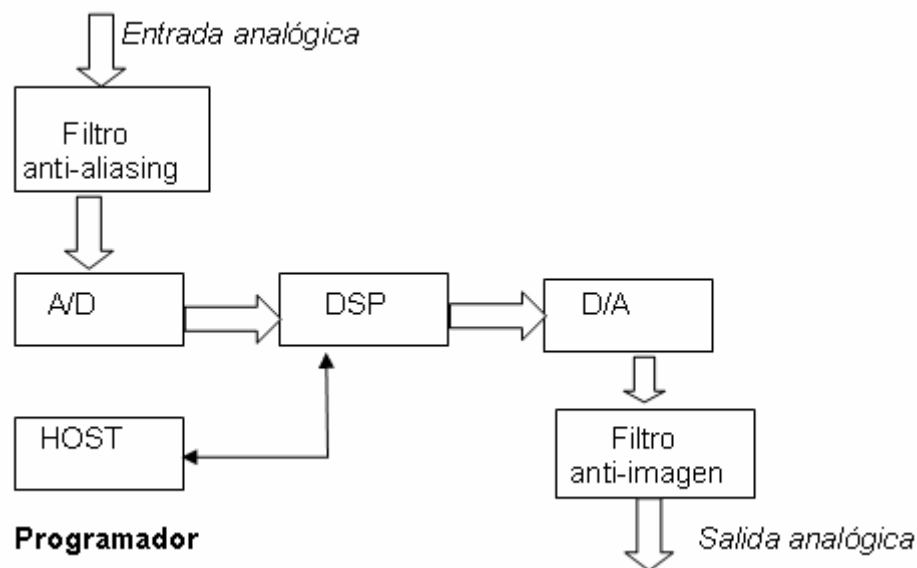 Entrada analógica
Filtro
anti-aliasing
A/D
DSP
D/A
HOST
Filtro
anti-imagen
Programador
Salida analógica